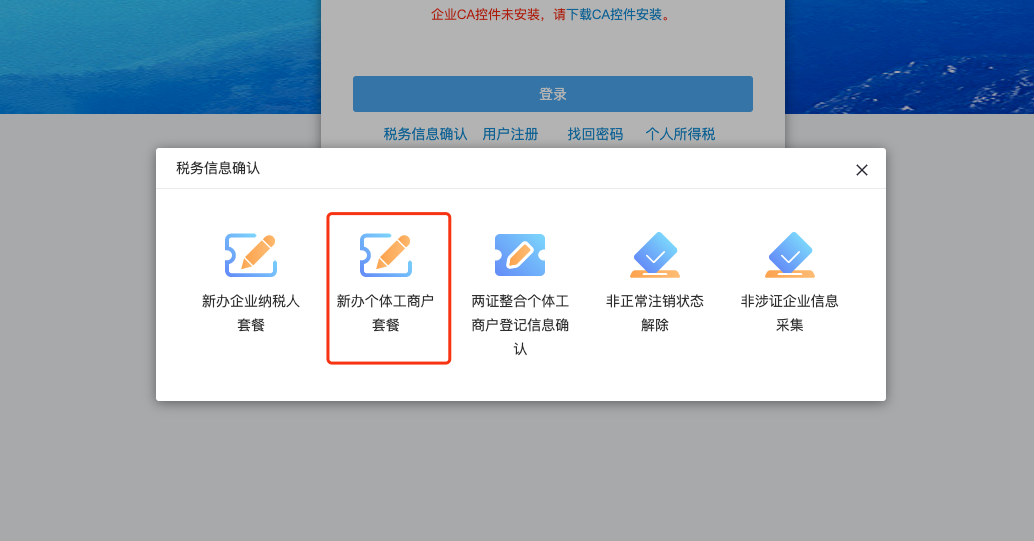 企业CA控件未安装，请下载CA控件安装。
登录
税务信息确认 用户注册 找回密码 个人所得税
税务信息确认
新办企业纳税人
套餐
新办个体工商户
套餐
两证整合个体工
商户登记信息确
认
非正常注销状态
解除
非涉证企业信息
采集